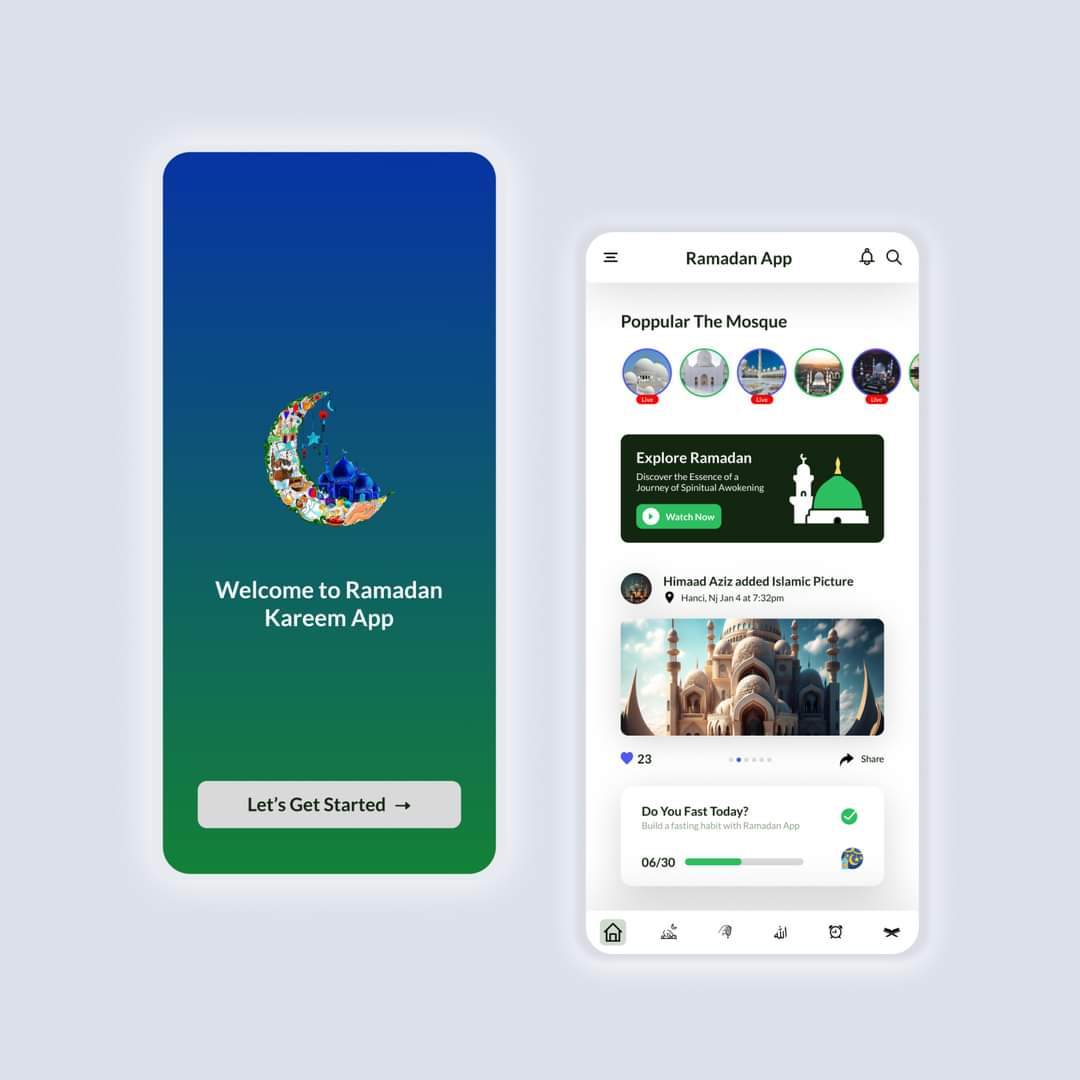 Welcome to Ramadan
Kareem App
Let's Get Started →
Ramadan App
Poppular The Mosque
Live
Live
Live
Explore Ramadan
Discover the Essence of a
Journey of Spinitual Awokening
Watch Now
Himaad Aziz added Islamic Picture
Hanci, Nj Jan 4 at 7:32pm
23
Share
Do You Fast Today?
Build a fasting habit with Ramadan App
06/30
الله